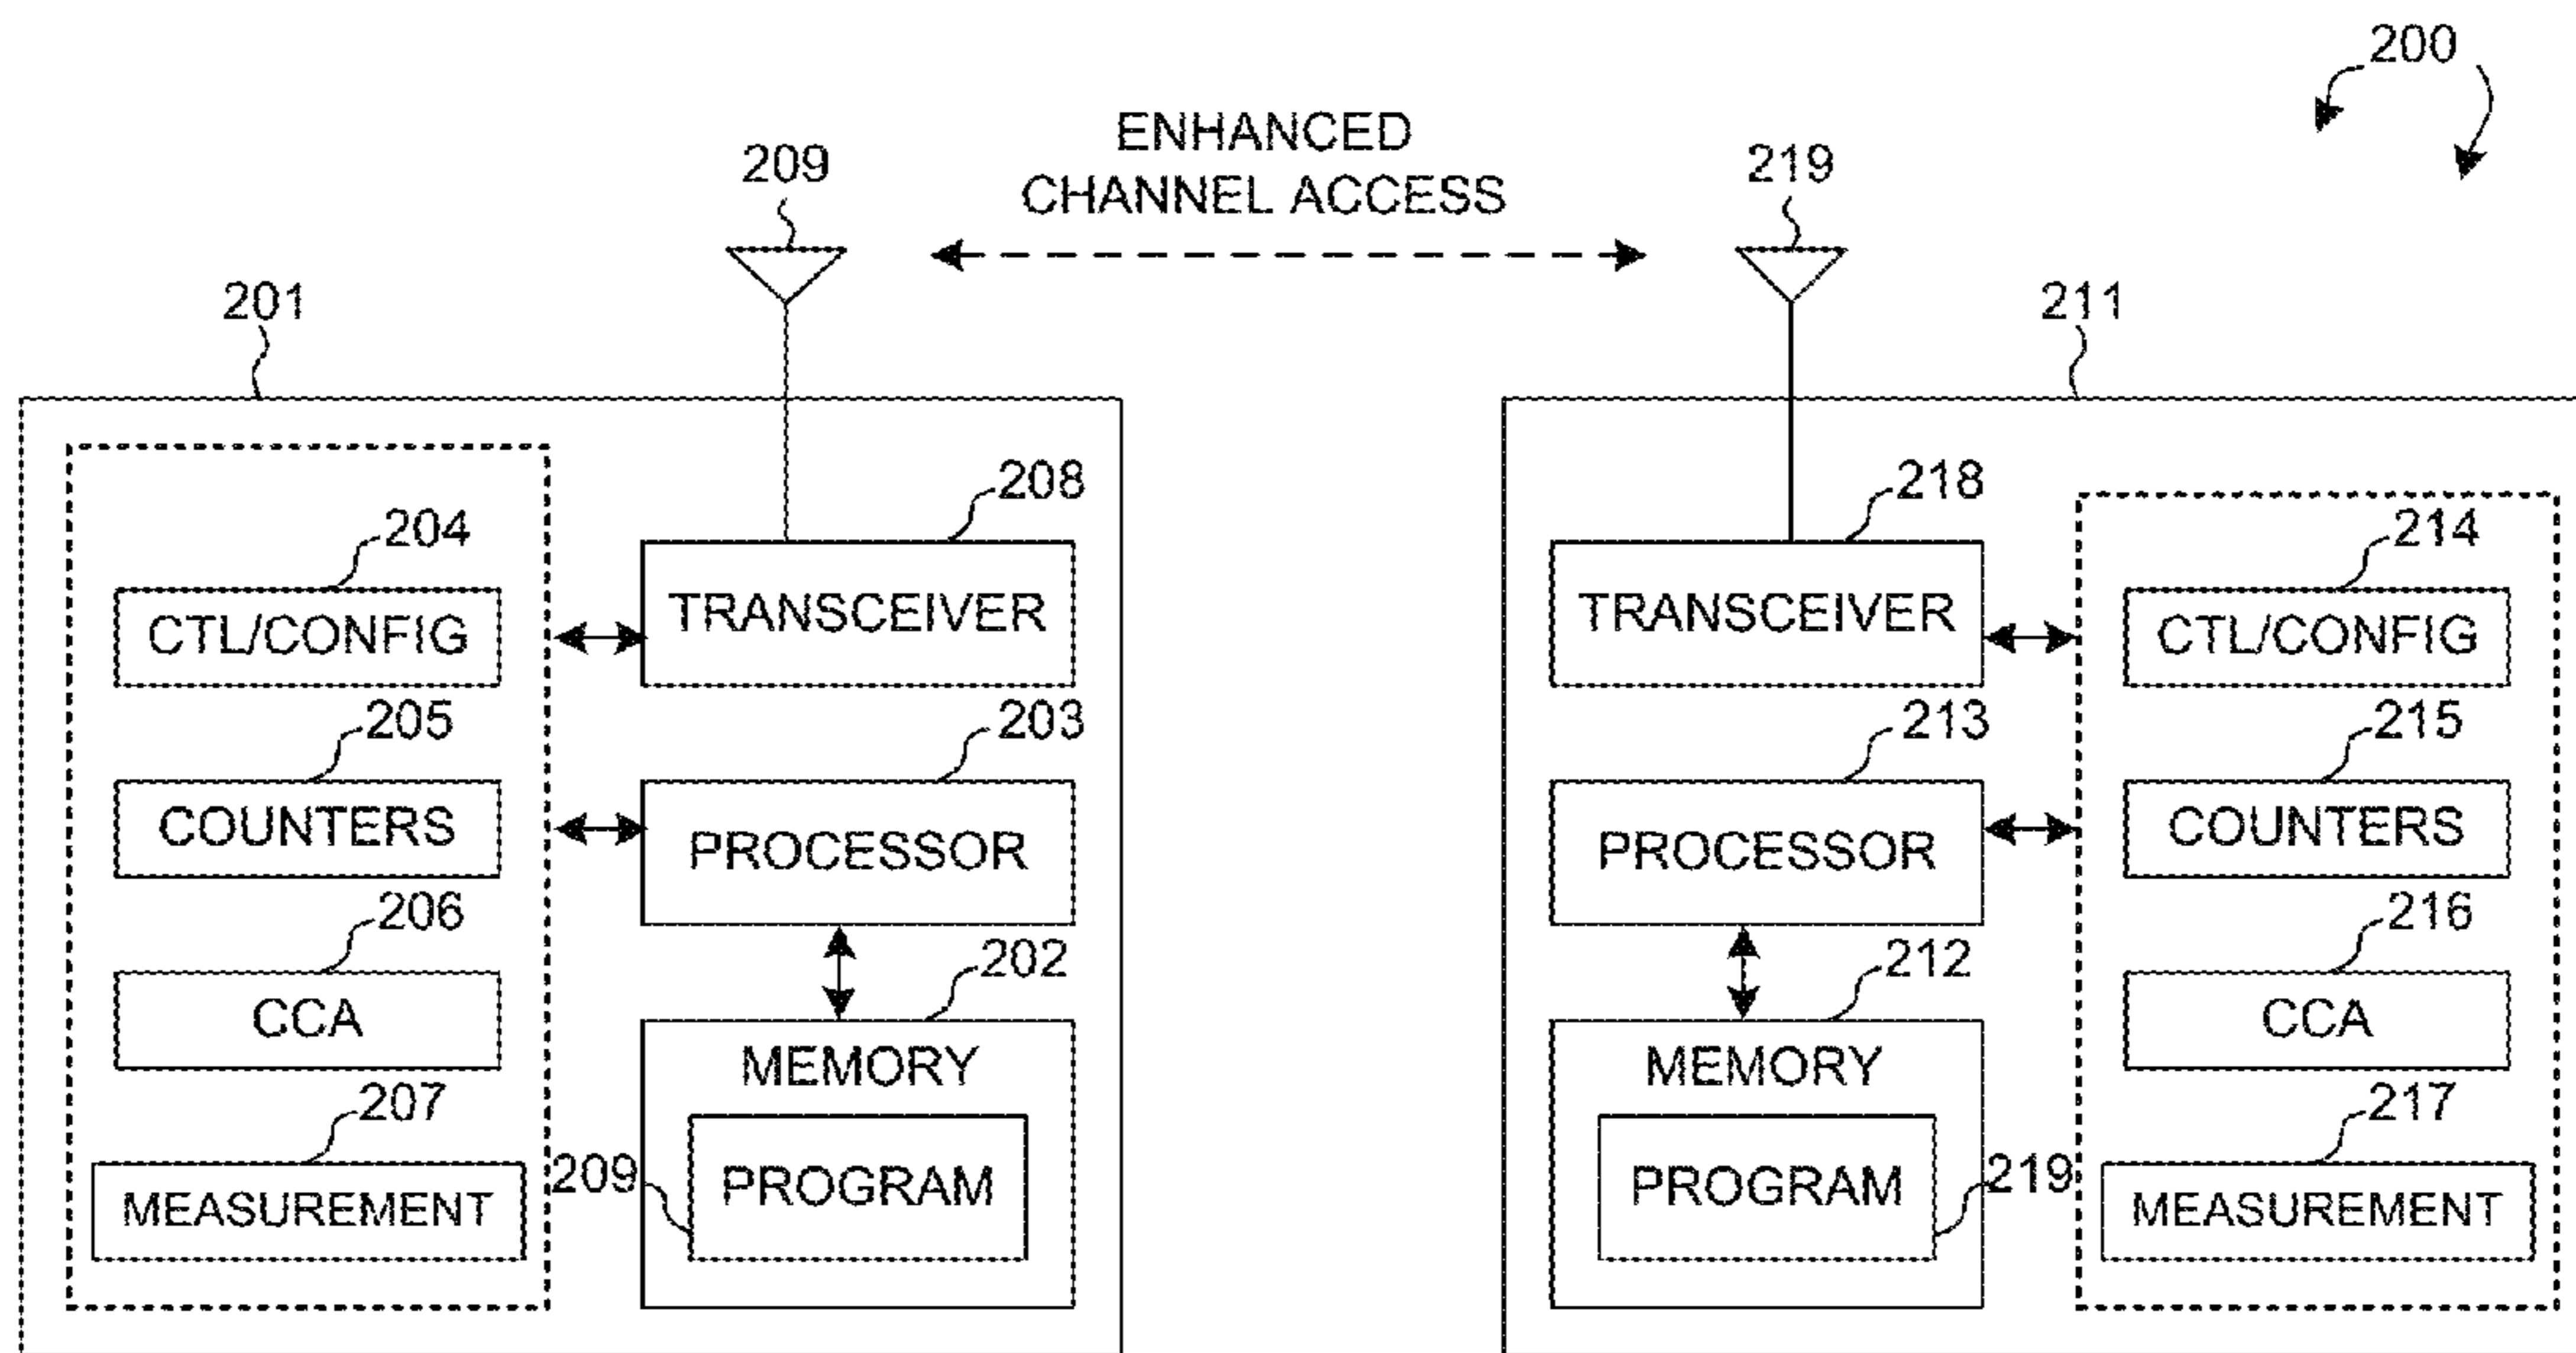 200
ENHANCED
CHANNEL ACCESS
209
219
201
211
208
204
TRANSCEIVER
CTL/CONFIG
205
203
COUNTERS
PROCESSOR
206
202
CCA
MEMORY
207
209
PROGRAM
MEASUREMENT
218
214
TRANSCEIVER
CTL/CONFIG
213
215
PROCESSOR
COUNTERS
212
216
MEMORY
CCA
217
PROGRAM
219
MEASUREMENT